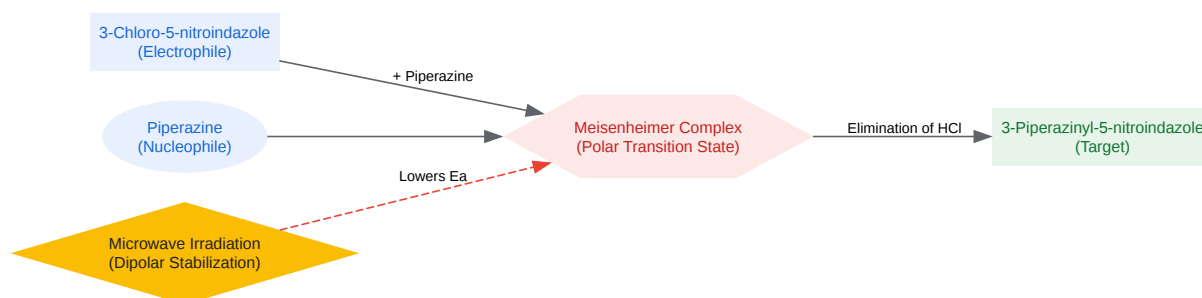 3-Chloro-5-nitroindazole
(Electrophile)
+ Piperazine
Piperazine
(Nucleophile)
Meisenheimer Complex
(Polar Transition State)
Elimination of HCl
3-Piperazinyl-5-nitroindazole
(Target)
Lowers Ea
Microwave Irradiation
(Dipolar Stabilization)